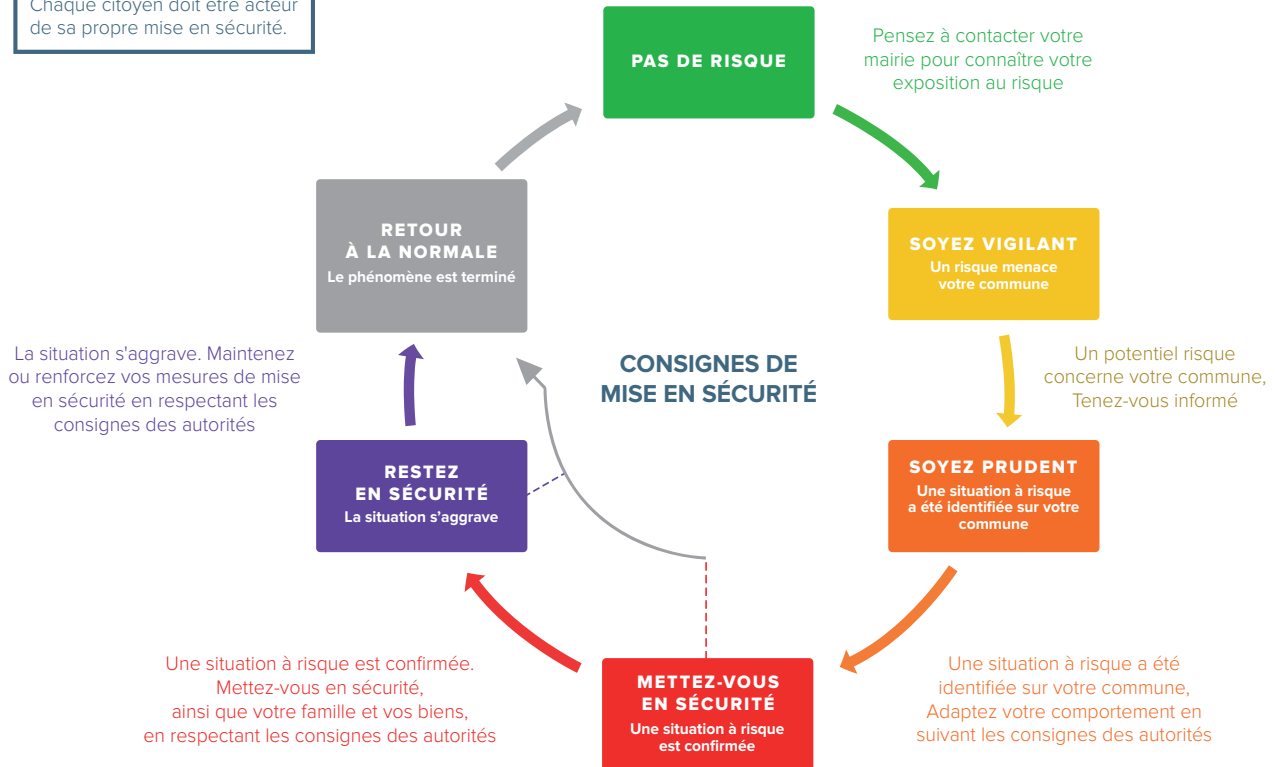 Chaque citoyen doit être acteur
de sa propre mise en sécurité.
PAS DE RISQUE
Pensez à contacter votre
mairie pour connaître votre
exposition au risque
RETOUR
À LA NORMALE
Le phénomène est terminé
SOYEZ VIGILANT
Un risque menace
votre commune
La situation s'aggrave. Maintenez
ou renforcez vos mesures de mise
en sécurité en respectant les
consignes des autorités
CONSIGNES DE
MISE EN SÉCURITÉ
Un potentiel risque
concerne votre commune,
Tenez-vous informé
RESTEZ
EN SÉCURITÉ
La situation s’aggrave
SOYEZ PRUDENT
Une situation à risque
a été identifiée sur votre
commune
Une situation à risque est confirmée.
Mettez-vous en sécurité,
ainsi que votre famille et vos biens,
en respectant les consignes des autorités
METTEZ-VOUS
EN SÉCURITÉ
Une situation à risque
est confirmée
Une situation à risque a été
identifiée sur votre commune,
Adaptez votre comportement en
suivant les consignes des autorités